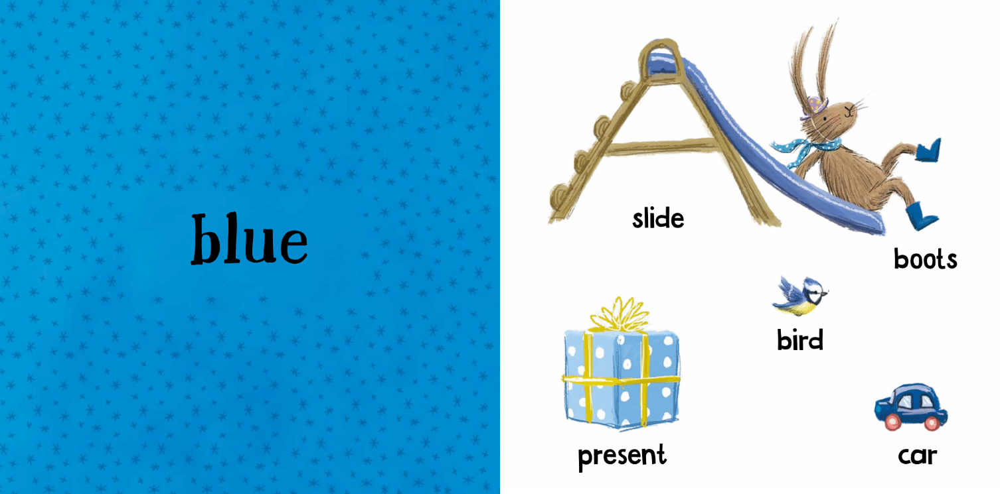 blue
slide
boots
bird
present
car